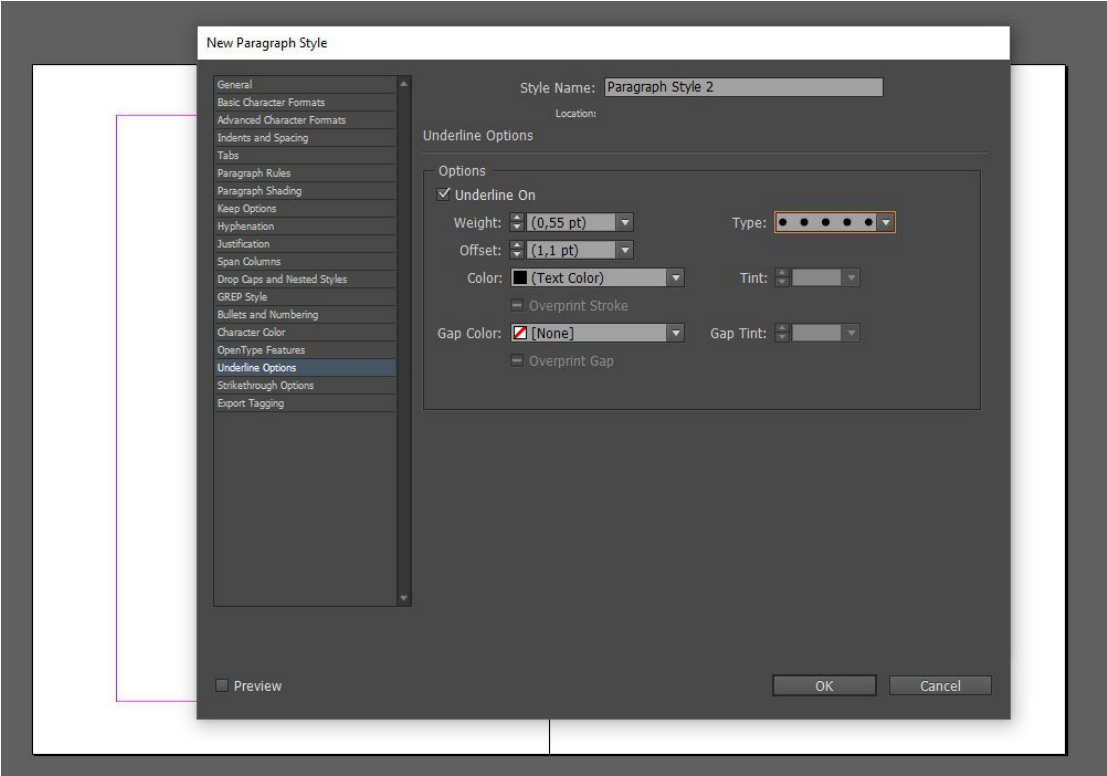 New Paragraph Style
General
Basic Character Formats
Advanced Character Formats
Indents and Spacing
Tabs
Paragraph Rules
Paragraph Shading
Keep Options
Hyphenation
Justification
Span Columns
Drop Caps and Nested Styles
GREP Style
Bullets and Numbering
Character Color
OpenType Features
Underline Options
Strikethrough Options
Export Tagging
Style Name: Paragraph Style 2
Location:
Underline Options
Options
Underline On
Weight: (0,55 pt) Type:
Offset: (1,1 pt)
Color: (Text Color) Tint:
Overprint Stroke
Gap Color: [None] Gap Tint:
Overprint Gap
Preview OK Cancel